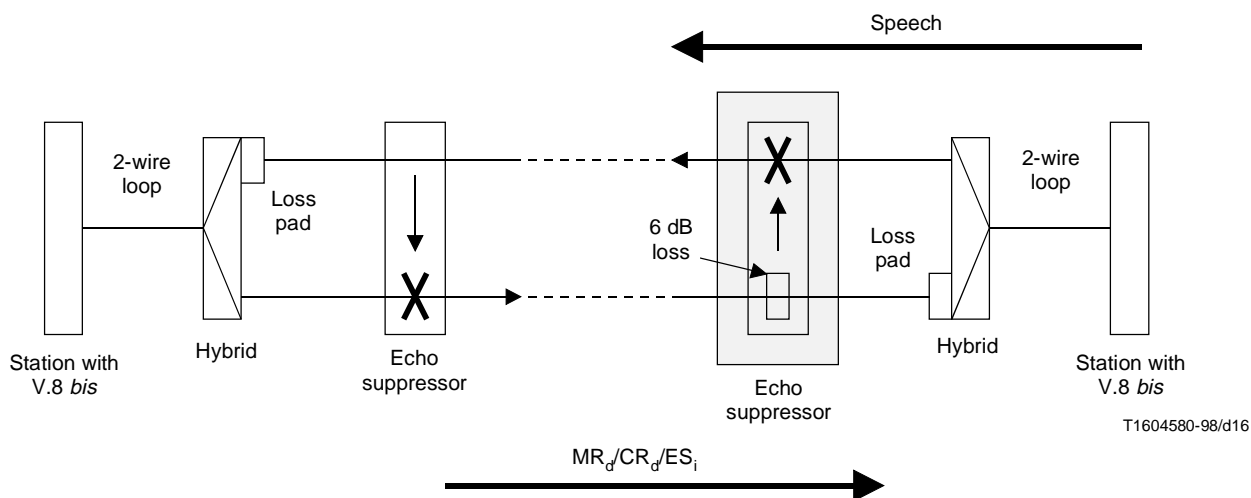 Speech
2-wire
loop
Loss
pad
6 dB
loss
Loss
pad
2-wire
loop
Station with
V.8 bis
Hybrid
Echo
suppressor
Echo
suppressor
Hybrid
Station with
V.8 bis
T1604580-98/d16
MRd/CRd/ESi